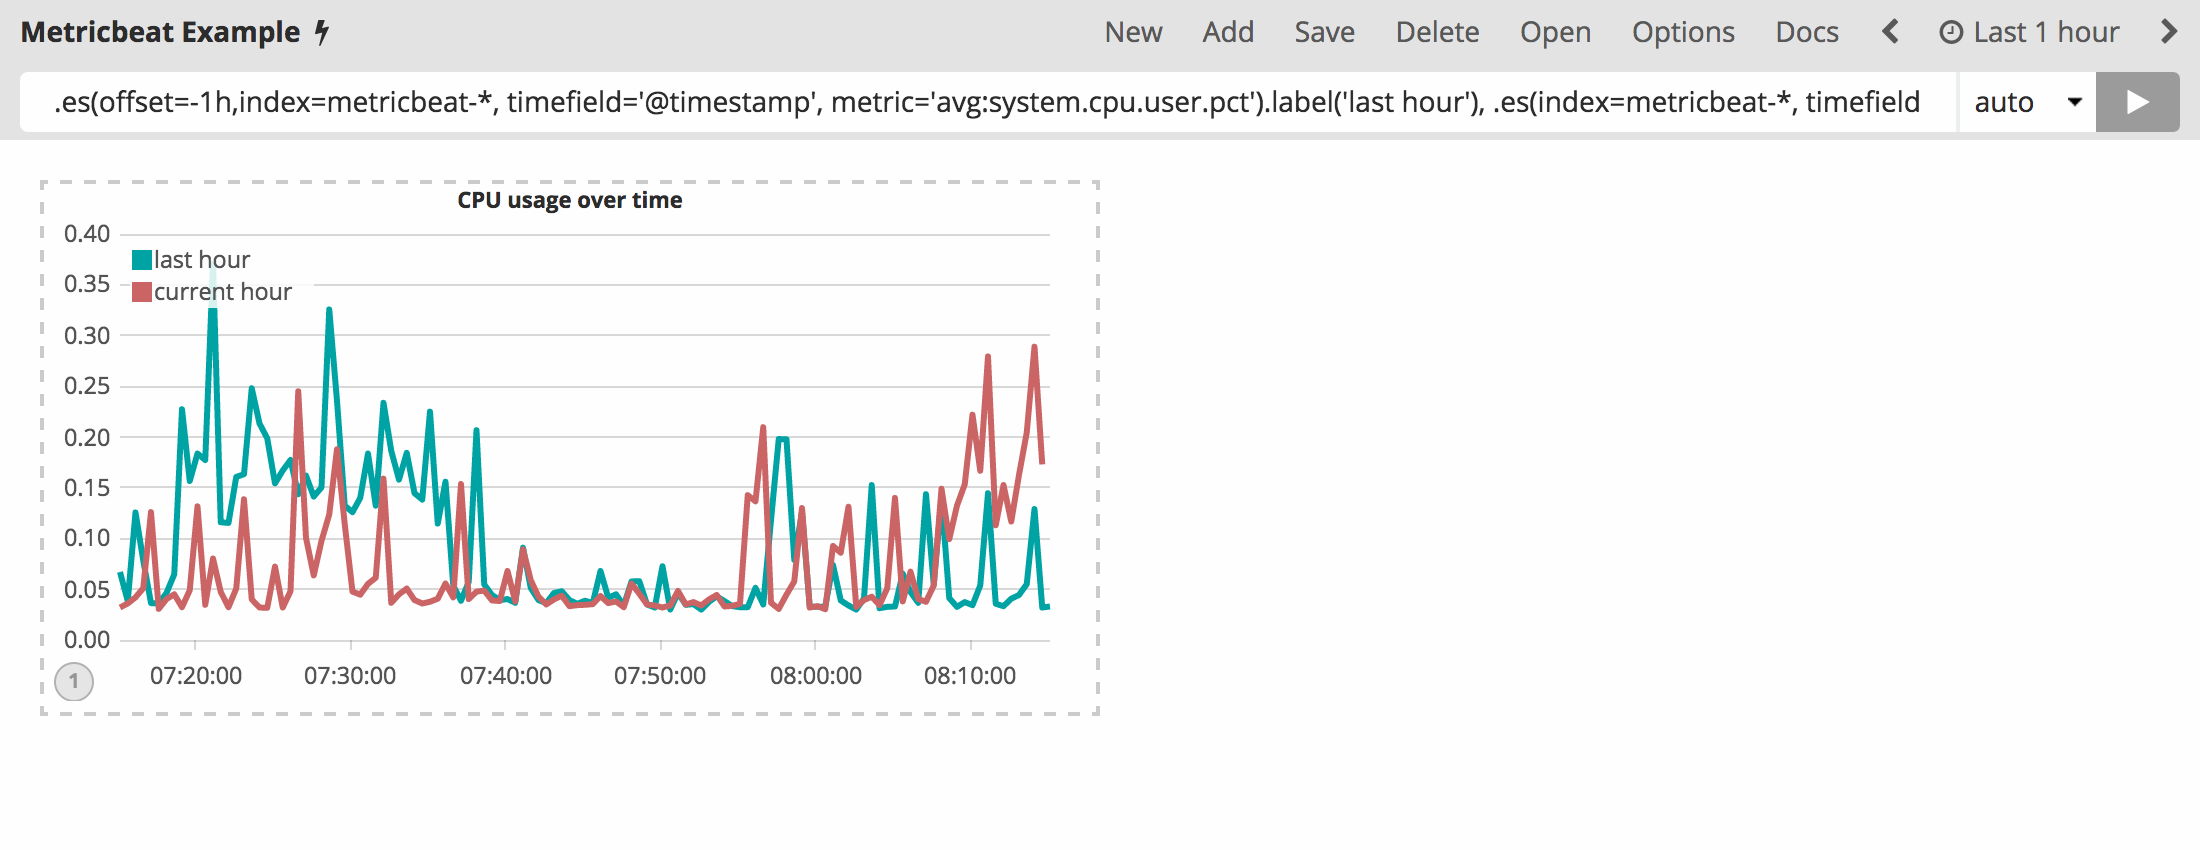 Metricbeat Example New Add Save Delete Open Options Docs Last 1 hour
.es(offset=-1h,index=metricbeat-*, timefield='@timestamp', metric='avg:system.cpu.user.pct').label('last hour'), .es(index=metricbeat-*, timefield auto
CPU usage over time
0.40
last hour
0.35
current hour
0.30
0.25
0.20
0.15
0.10
0.05
0.00
1 07:20:00 07:30:00 07:40:00 07:50:00 08:00:00 08:10:00